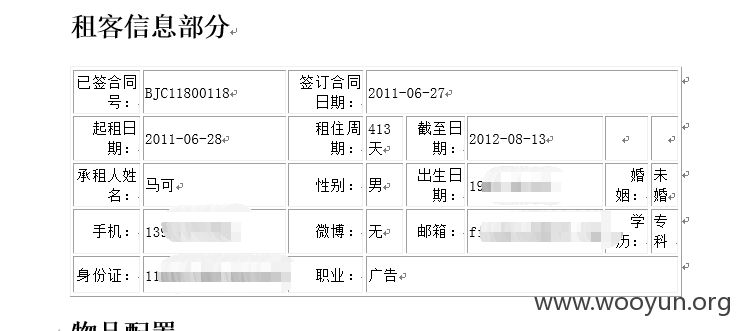 租客信息部分
已签合同号： BJC11800118 签订合同日期： 2011-06-27
起租日期： 2011-06-28 租住周期： 413天 截至日期： 2012-08-13
承租人姓名： 马可 性别： 男 出生日期： 19 婚姻： 未婚
手机： 139 微博： 无 邮箱： f 学历： 专科
身份证： 11 职业： 广告
www.wooyun.org
物品配置